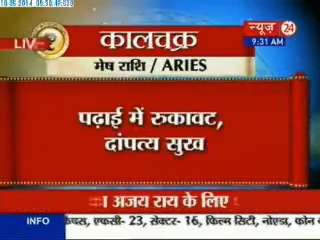 LIVE
कालचक्र
न्यूज़ 24
मेष राशि / ARIES
9:31 AM
पढ़ाई में रुकावट,
दांपत्य सुख
अजय राय के लिए
INFO
एफसी- 23, सेक्टर- 16, फिल्म सिटी, नोएडा, फोन